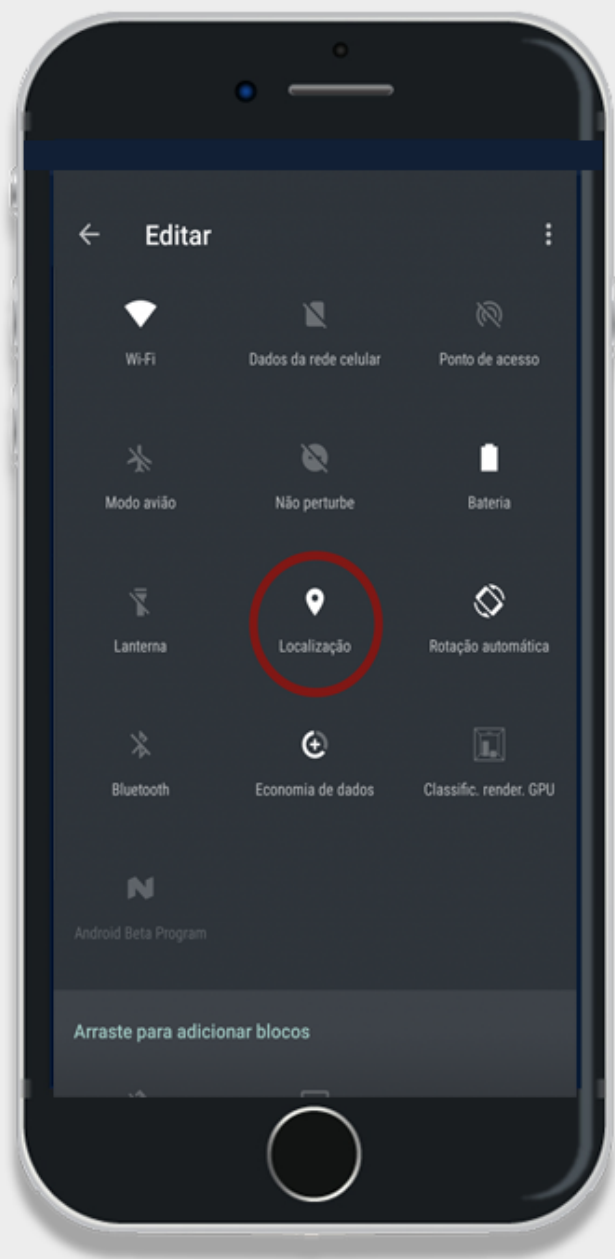 Editar
Wi-Fi
Dados da rede celular
Ponto de acesso
Modo avião
Não perturbe
Bateria
Lanterna
Localização
Rotação automática
Bluetooth
Economia de dados
Classific. render. GPU
Android Beta Program
Arraste para adicionar blocos